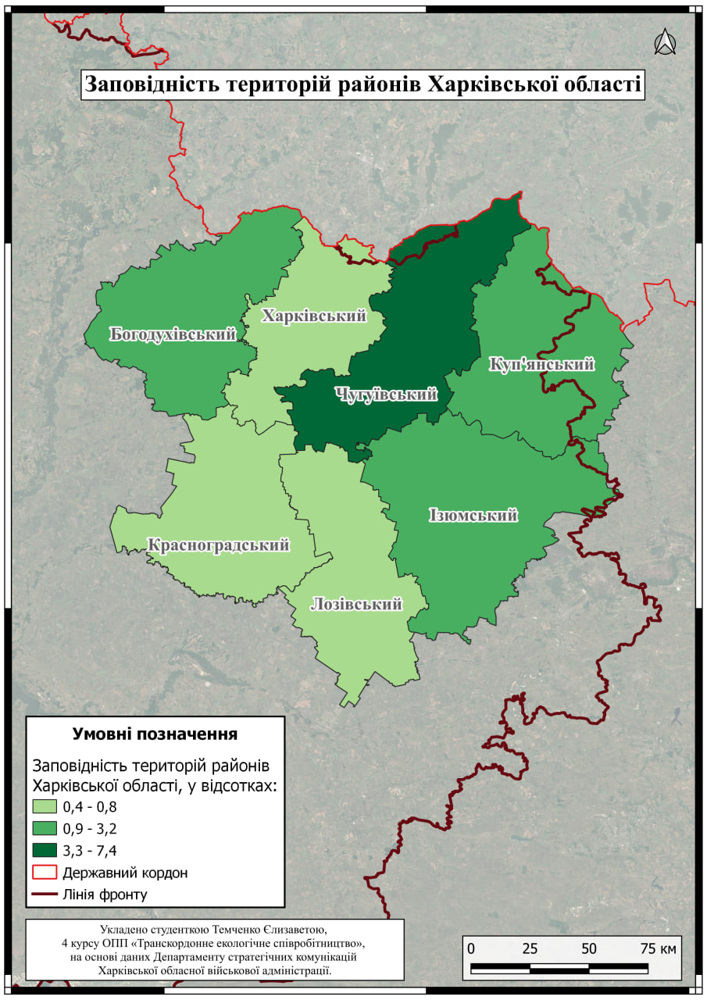 Заповідність територій районів Харківської області
Харківський
Богодухівський
Куп'янський
Чугуївський
Ізюмський
Красноградський
Лозівський
Умовні позначення
Заповідність територій районів
Харківської області, у відсотках:
0,4 - 0,8
0,9 - 3,2
3,3 - 7,4
Державний кордон
Лінія фронту
Укладено студенткою Темченко Єлизаветою,
4 курсу ОПП «Транскордонне екологічне співробітництво»,
на основі даних Департаменту стратегічних комунікацій
Харківської обласної військової адміністрації.
0 25 50 75 км